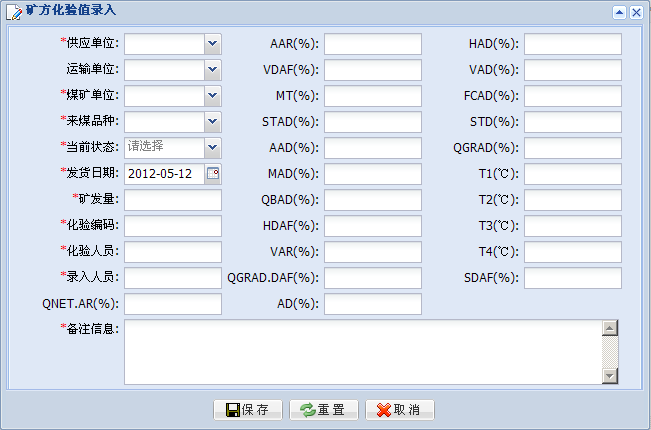 矿方化验值录入
*供应单位: AAR(%): HAD(%):
运输单位: VDAF(%): VAD(%):
*煤矿单位: MT(%): FCAD(%):
*来煤品种: STAD(%): STD(%):
*当前状态: 请选择 AAD(%): QGRAD(%):
*发货日期: 2012-05-12 MAD(%): T1(℃):
*矿发量: QBAD(%): T2(℃):
*化验编码: HDAF(%): T3(℃):
*化验人员: VAR(%): T4(℃):
*录入人员: QGRAD.DAF(%): SDAF(%):
QNET.AR(%): AD(%):
*备注信息:
保存 重置 取消